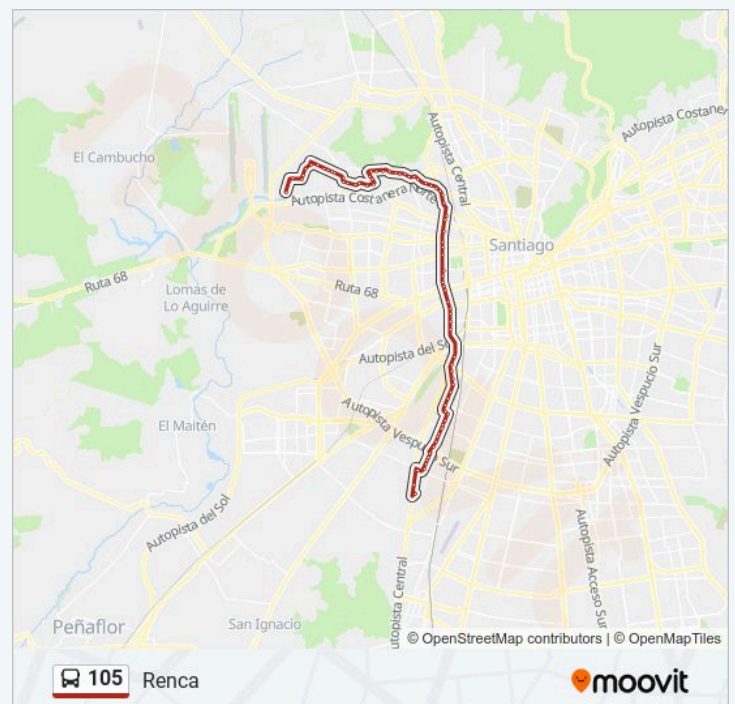 Autopista Central
Autopista Costaner
El Cambucho
Autopista Costanera Norte
Santiago
Ruta 68
Lomas de
Lo Aguirre
Ruta 68
Autopista del Sol
Autopista Vespucio Sur
Autopista Vespucio Sur
El Maitén
Autopista del Sol
Autopista Acceso Sur
utopista Central
Peñaflor
San Ignacio
© OpenStreetMap contributors | © OpenMapTiles
105 Renca
moovit